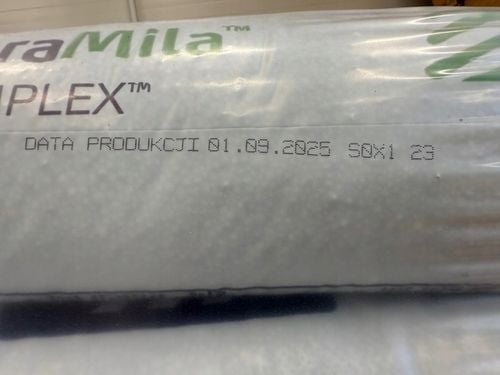 raMila™
PLEX™
DATA PRODUKCJI 01.09.2025 S0X1 23